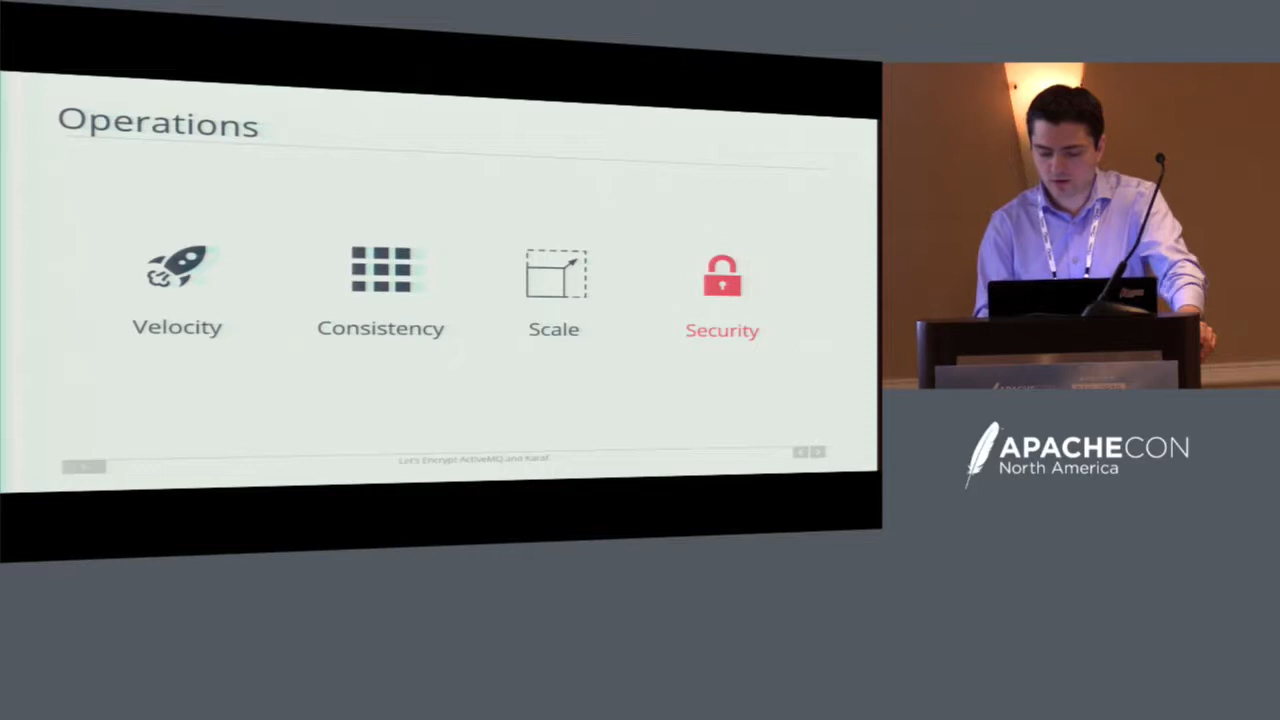 Operations
Velocity
Consistency
Scale
Security
Let's Encrypt ActiveMQ and Karaf
APACHECON
North America